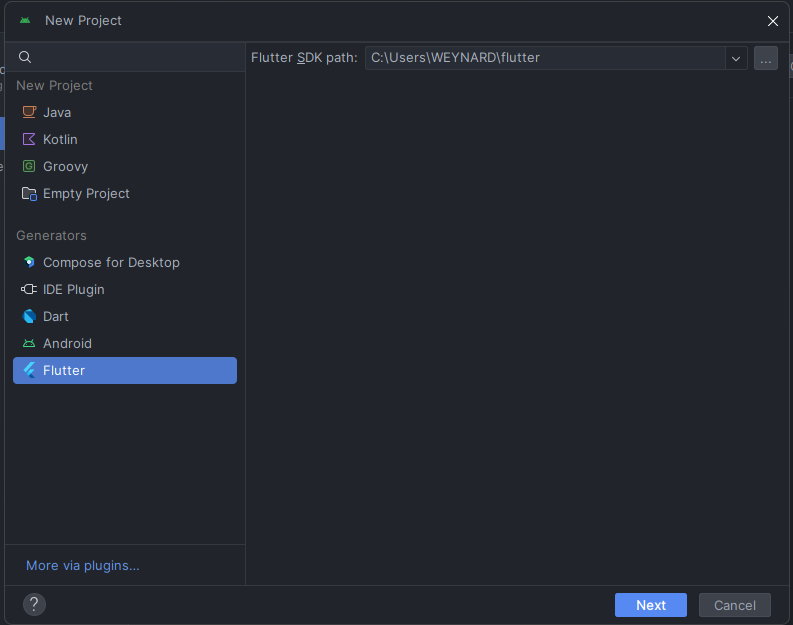 New Project
Flutter SDK path: C:\Users\WEYNARD\flutter ...
New Project
Java
Kotlin
G Groovy
Empty Project
Generators
Compose for Desktop
IDE Plugin
Dart
Android
Flutter
More via plugins...
? Next Cancel